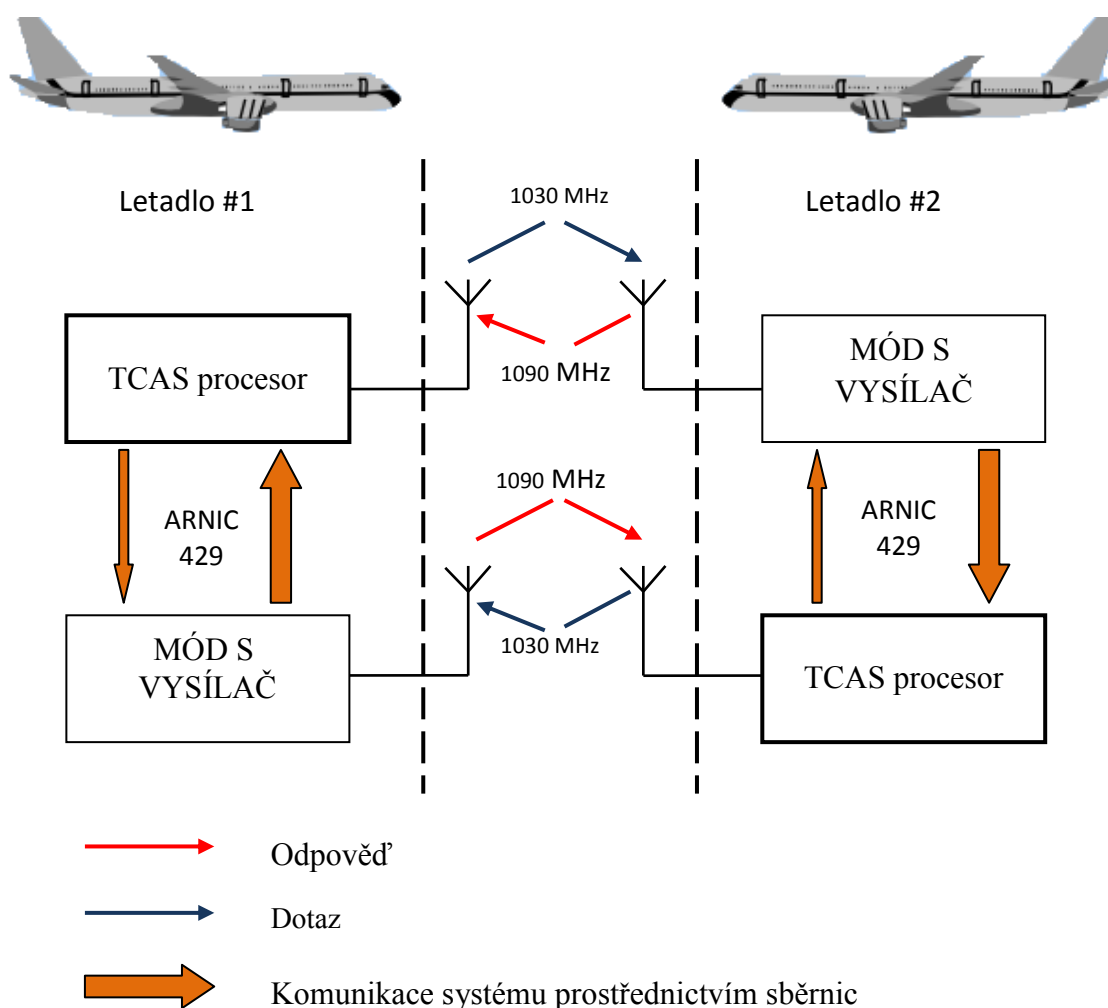 Letadlo #1
1030 MHz
Letadlo #2
TCAS procesor
1090 MHz
MÓD S
VYSÍLAČ
ARNIC
429
1090 MHz
ARNIC
429
MÓD S
VYSÍLAČ
1030 MHz
TCAS procesor
Odpověď
Dotaz
Komunikace systému prostřednictvím sběrnic